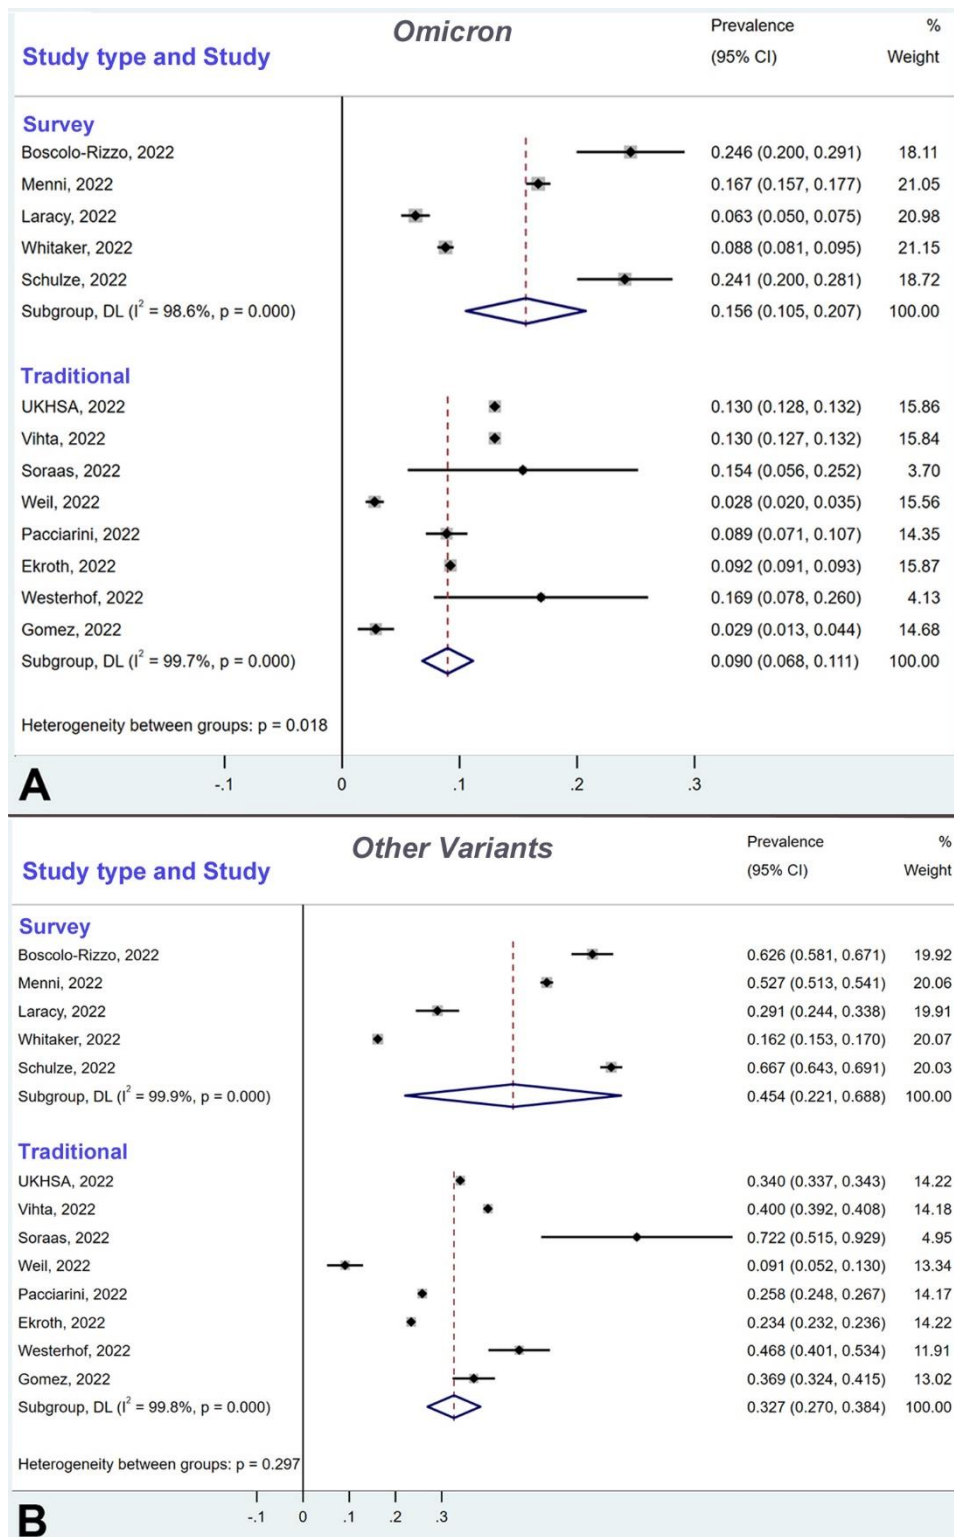 Omicron
Prevalence %
Study type and Study (95% CI) Weight
Survey
Boscolo-Rizzo, 2022 0.246 (0.200, 0.291) 18.11
Menni, 2022 0.167 (0.157, 0.177) 21.05
Laracy, 2022 0.063 (0.050, 0.075) 20.98
Whitaker, 2022 0.088 (0.081, 0.095) 21.15
Schulze, 2022 0.241 (0.200, 0.281) 18.72
Subgroup, DL (I² = 98.6%, p = 0.000) 0.156 (0.105, 0.207) 100.00
Traditional
UKHSA, 2022 0.130 (0.128, 0.132) 15.86
Vihta, 2022 0.130 (0.127, 0.132) 15.84
Soraas, 2022 0.154 (0.056, 0.252) 3.70
Weil, 2022 0.028 (0.020, 0.035) 15.56
Pacciarini, 2022 0.089 (0.071, 0.107) 14.35
Ekroth, 2022 0.092 (0.091, 0.093) 15.87
Westerhof, 2022 0.169 (0.078, 0.260) 4.13
Gomez, 2022 0.029 (0.013, 0.044) 14.68
Subgroup, DL (I² = 99.7%, p = 0.000) 0.090 (0.068, 0.111) 100.00
Heterogeneity between groups: p = 0.018
-.1 0 .1 .2 .3
A
Other Variants
Prevalence %
Study type and Study (95% CI) Weight
Survey
Boscolo-Rizzo, 2022 0.626 (0.581, 0.671) 19.92
Menni, 2022 0.527 (0.513, 0.541) 20.06
Laracy, 2022 0.291 (0.244, 0.338) 19.91
Whitaker, 2022 0.162 (0.153, 0.170) 20.07
Schulze, 2022 0.667 (0.643, 0.691) 20.03
Subgroup, DL (I² = 99.9%, p = 0.000) 0.454 (0.221, 0.688) 100.00
Traditional
UKHSA, 2022 0.340 (0.337, 0.343) 14.22
Vihta, 2022 0.400 (0.392, 0.408) 14.18
Soraas, 2022 0.722 (0.515, 0.929) 4.95
Weil, 2022 0.091 (0.052, 0.130) 13.34
Pacciarini, 2022 0.258 (0.248, 0.267) 14.17
Ekroth, 2022 0.234 (0.232, 0.236) 14.22
Westerhof, 2022 0.468 (0.401, 0.534) 11.91
Gomez, 2022 0.369 (0.324, 0.415) 13.02
Subgroup, DL (I² = 99.8%, p = 0.000) 0.327 (0.270, 0.384) 100.00
Heterogeneity between groups: p = 0.297
-.1 0 .1 .2 .3
B